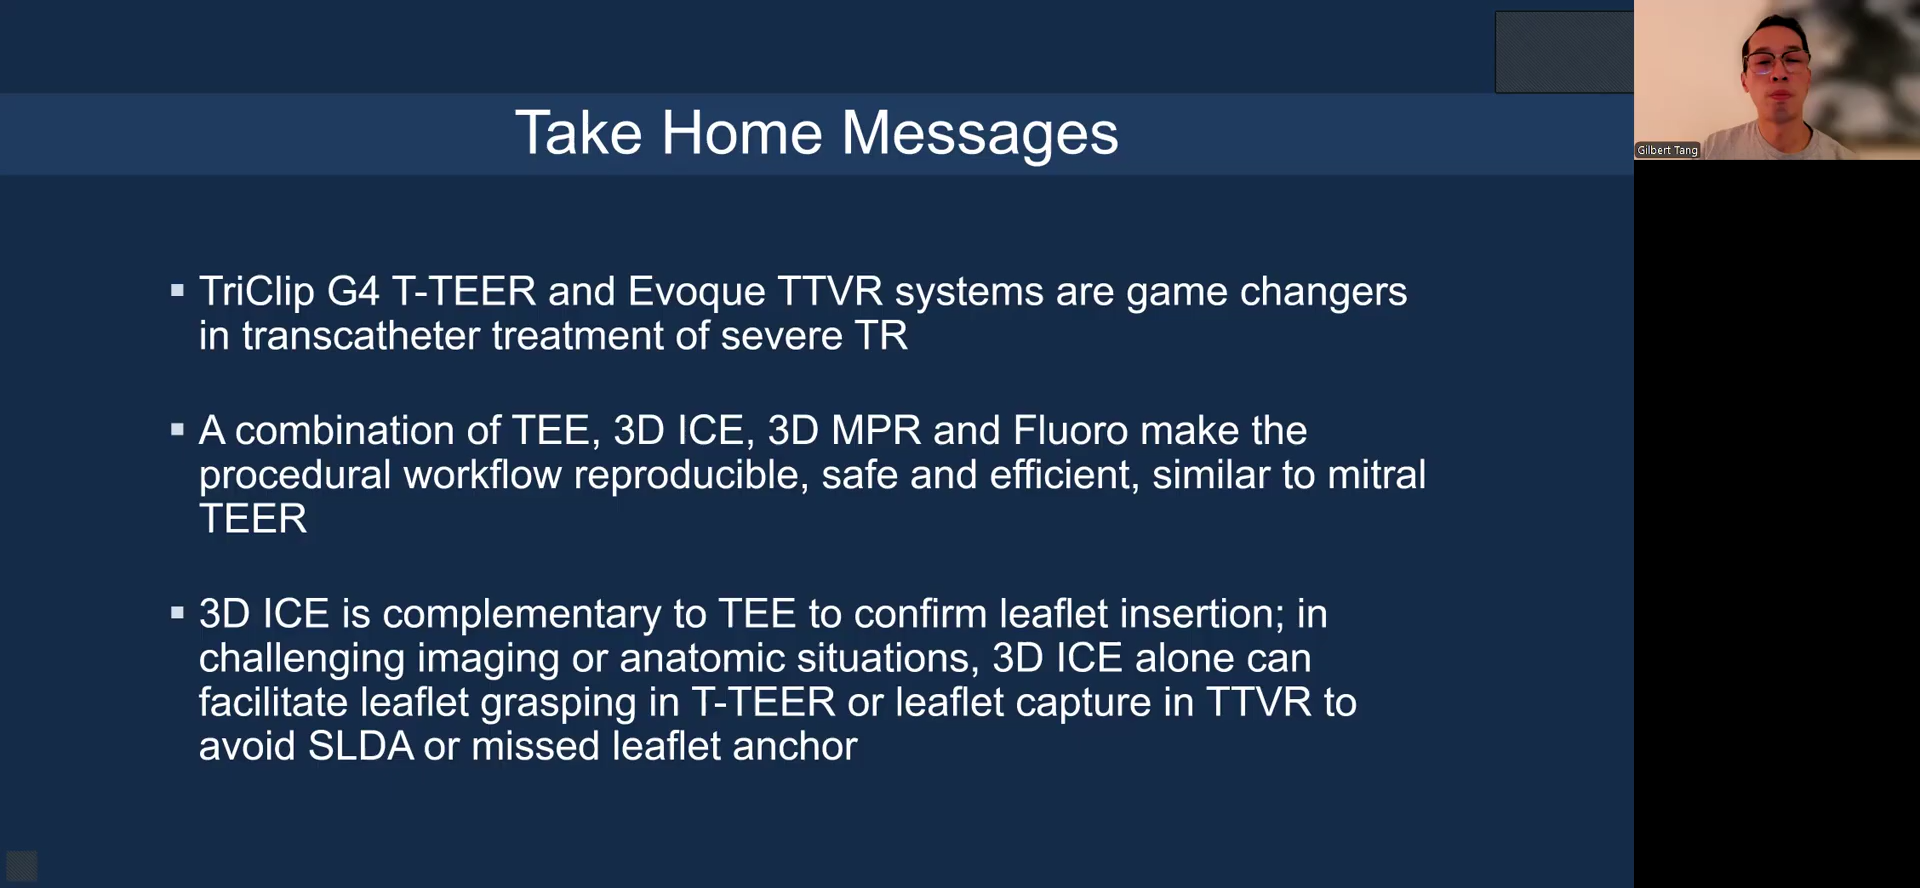 Take Home Messages
Gilbert Tang
▪ TriClip G4 T-TEER and Evoque TTVR systems are game changers
in transcatheter treatment of severe TR
▪ A combination of TEE, 3D ICE, 3D MPR and Fluoro make the
procedural workflow reproducible, safe and efficient, similar to mitral
TEER
▪ 3D ICE is complementary to TEE to confirm leaflet insertion; in
challenging imaging or anatomic situations, 3D ICE alone can
facilitate leaflet grasping in T-TEER or leaflet capture in TTVR to
avoid SLDA or missed leaflet anchor